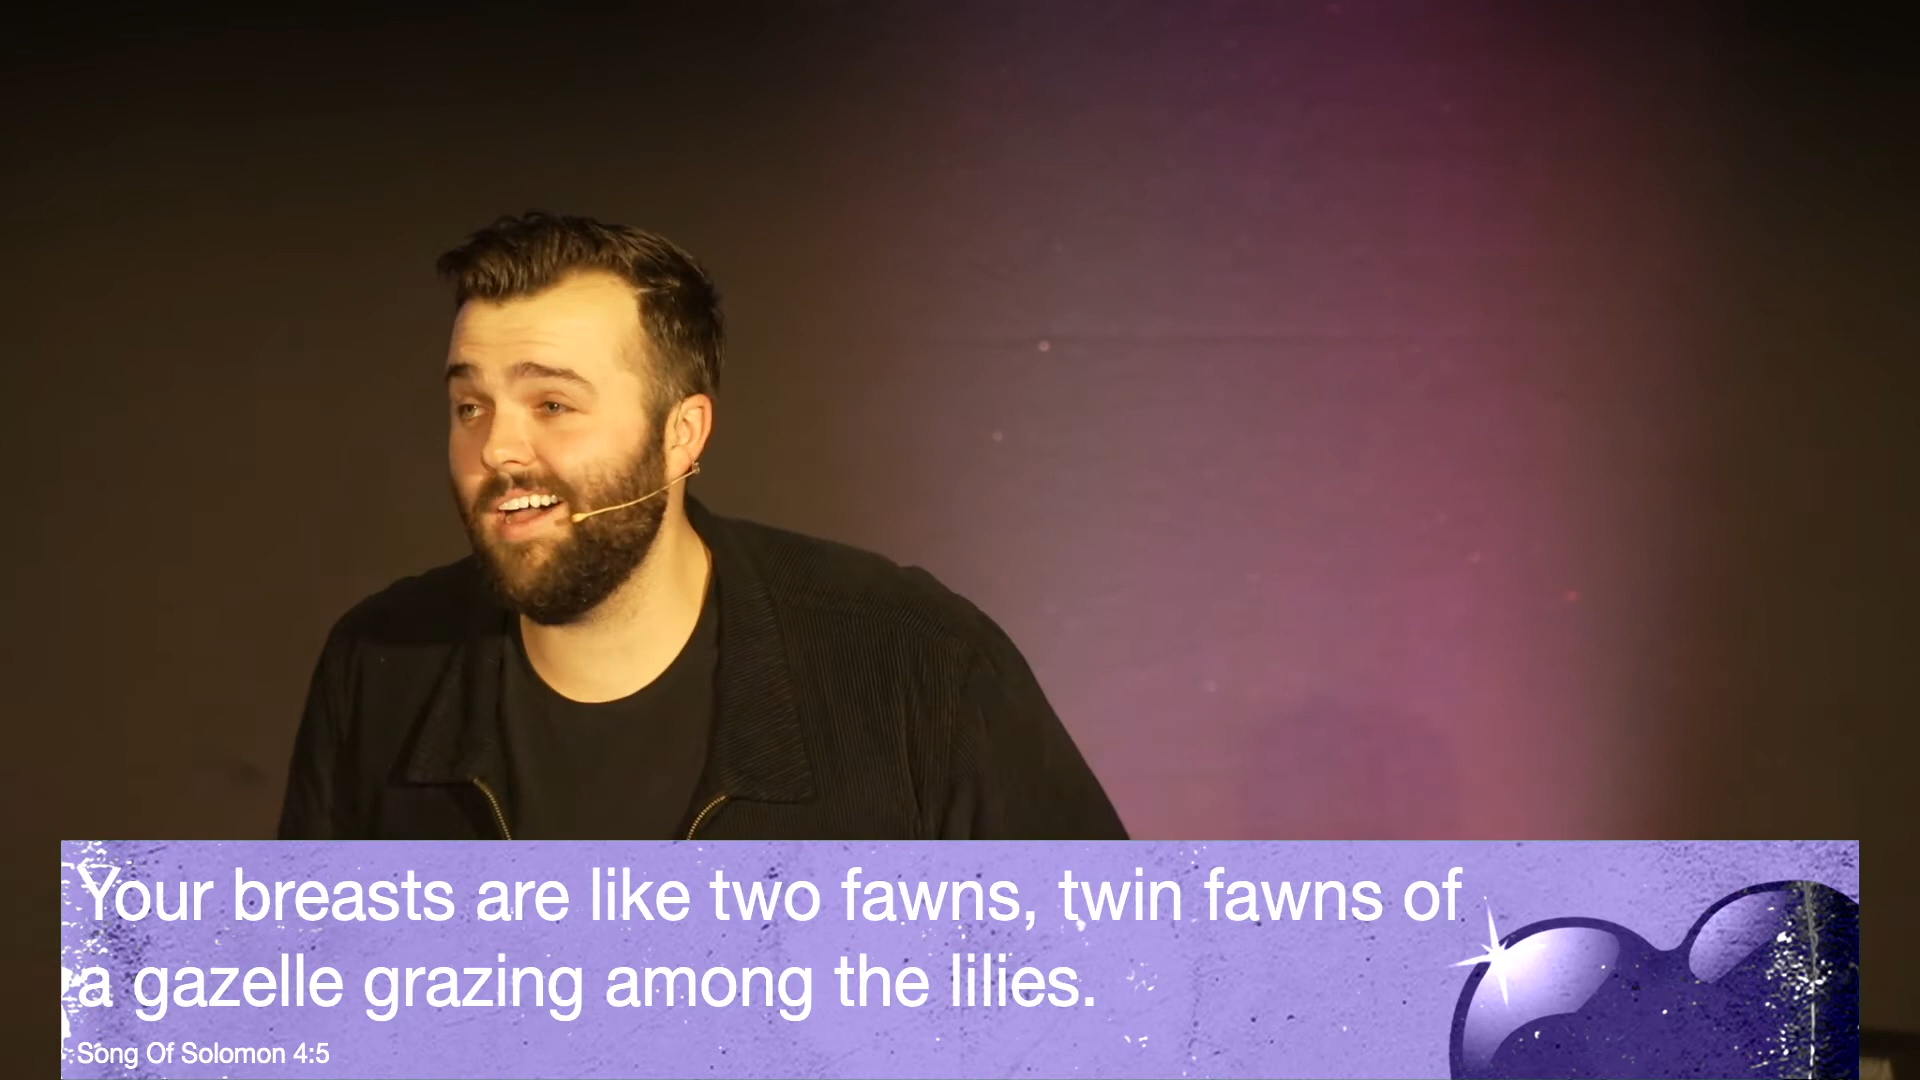 Your breasts are like two fawns, twin fawns of
a gazelle grazing among the lilies.
Song Of Solomon 4:5